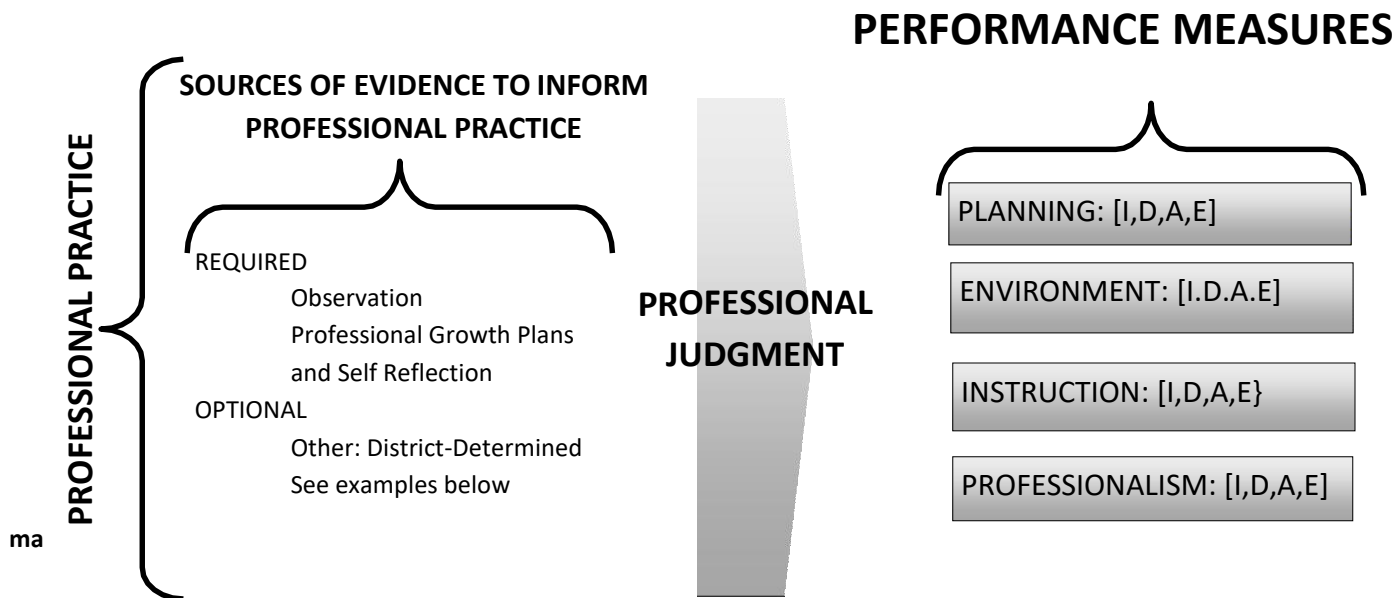 PERFORMANCE MEASURES
SOURCES OF EVIDENCE TO INFORM
PROFESSIONAL PRACTICE
PROFESSIONAL PRACTICE
REQUIRED
Observation
Professional Growth Plans
and Self Reflection
OPTIONAL
Other: District-Determined
See examples below
ma
PROFESSIONAL
JUDGMENT
PLANNING: [I,D,A,E]
ENVIRONMENT: [I.D.A.E]
INSTRUCTION: [I,D,A,E}
PROFESSIONALISM: [I,D,A,E]